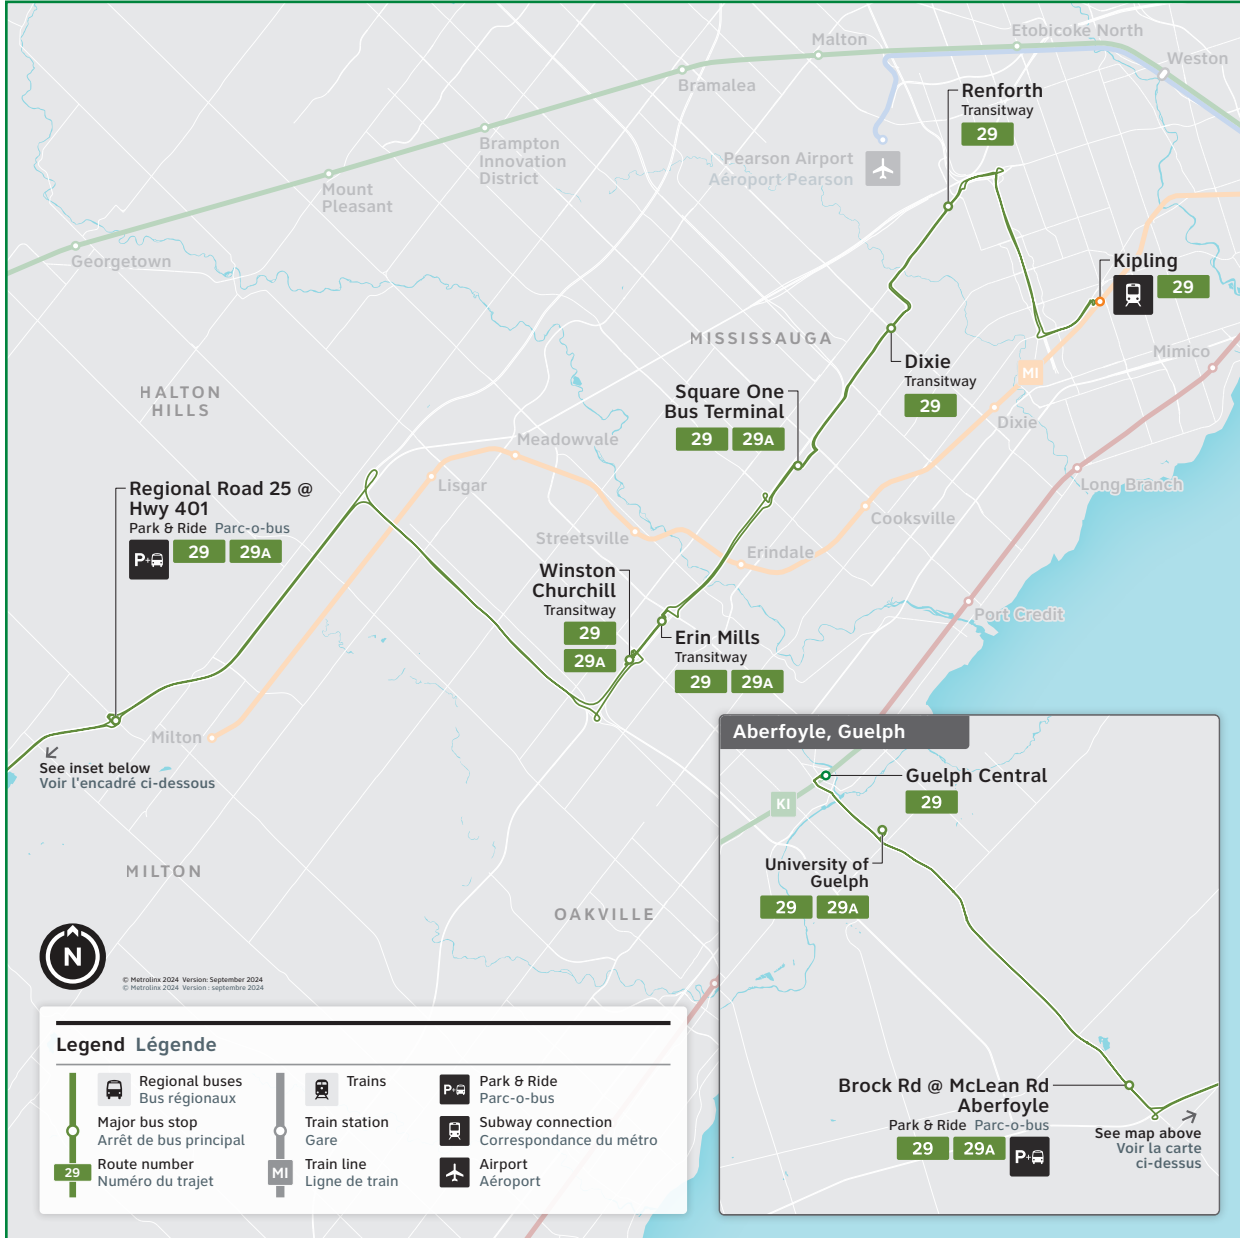 Etobicoke North
Malton
Weston
Bramalea
Renforth
Transitway
29
Brampton
Innovation
District
Pearson Airport
Aéroport Pearson
Mount
Pleasant
Georgetown
Kipling
29
MISSISSAUGA
Mimico
Dixie
Transitway
29
MI
HALTON
HILLS
Square One
Bus Terminal
29 29A
Dixie
Meadowvale
Lisgar
Long Branch
Regional Road 25 @
Hwy 401
Park & Ride Parc-o-bus
P+ 29 29A
Cooksville
Streetsville
Erindale
Winston
Churchill
Transitway
29
29A
Port Credit
Erin Mills
Transitway
29 29A
Milton
See inset below
Voir l'encadré ci-dessous
MILTON
OAKVILLE
N
© Metrolinx 2024 Version: September 2024
© Metrolinx 2024 Version : septembre 2024
Aberfoyle, Guelph
Guelph Central
29
KI
University of
Guelph
29 29A
Brock Rd @ McLean Rd
Aberfoyle
Park & Ride Parc-o-bus
29 29A P+
See map above
Voir la carte
ci-dessus
Legend Légende
Regional buses
Bus régionaux
Major bus stop
Arrêt de bus principal
29
Route number
Numéro du trajet
Trains
Train station
Gare
MI
Train line
Ligne de train
P+
Park & Ride
Parc-o-bus
Subway connection
Correspondance du métro
Airport
Aéroport